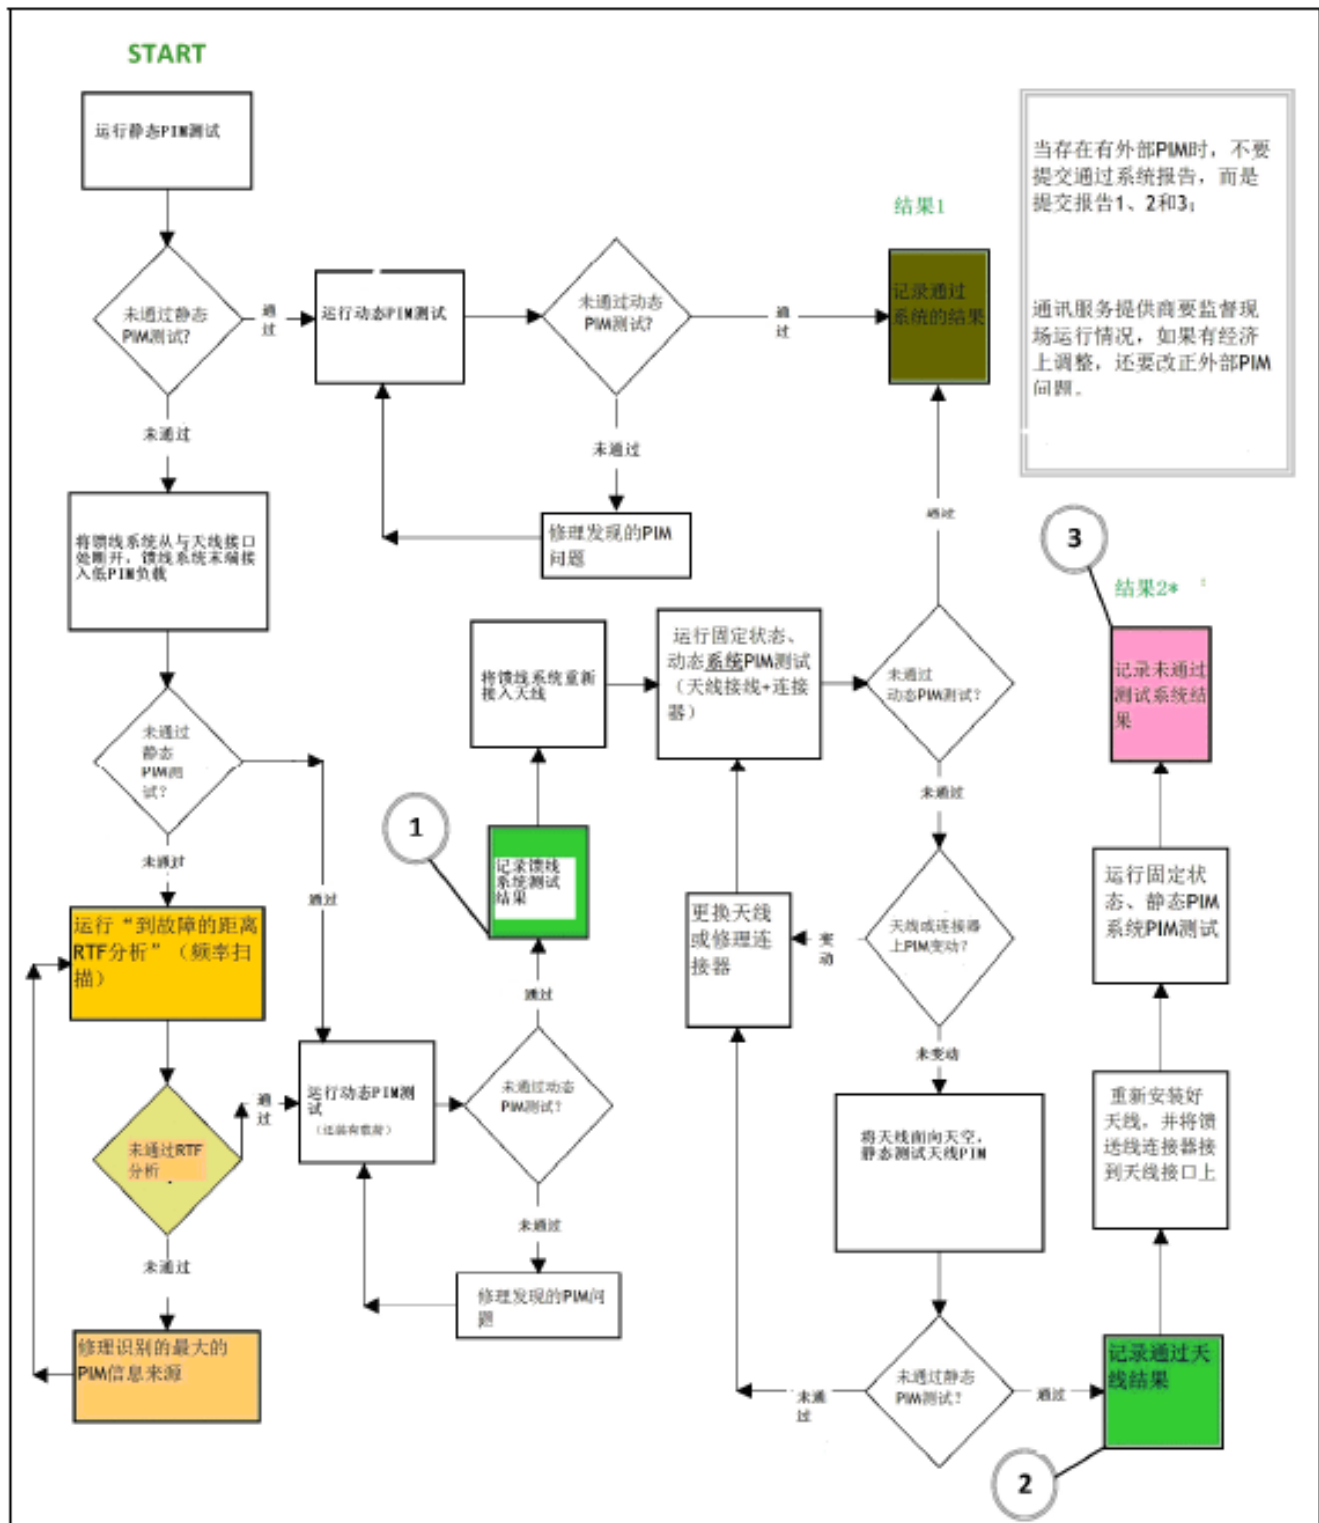 START
运行静态PIM测试
当存在有外部PIM时，不要
提交通过系统报告，而是
提交报告1、2和3；
通讯服务提供商要监督现
场运行情况，如果有经济
上调整，还要改正外部PIM
问题。
结果1
记录通过
系统的结果
未通过静态
PIM测试？
通
过
运行动态PIM测试
未通过动态
PIM测试？
通
过
未通过
未通过
修理发现的PIM
问题
通过
将馈线系统从与天线接口
处断开，馈线系统末端接
入低PIM负载
3
结果2*
记录未通过
测试系统结
果
将馈线系统重新
接入天线
运行固定状态、
动态系统PIM测试
（天线接线+连接
器）
未通过
动态PIM测试？
未通过
静态
PIM测
试？
未通过
1
记录馈线
系统测试
结果
未通过
通过
运行“到故障的距离
RTF分析”（频率扫
描）
更换天线
或修理连
接器
变
动
天线或连接器
上PIM变动？
运行固定状
态、静态PIM
系统PIM测试
通过
未变动
未通过RTF
分析
通
过
运行动态PIM测
试
未通过动态
PIM测试？
将天线面向天空，
静态测试天线PIM
重新安装好
天线，并将馈
送线连接器接
到天线接口上
未通过
未通过
修理发现的PIM问
题
修理识别的最大的
PIM信息来源
未通
过
未通过静态
PIM测试？
通过
记录通过天
线结果
2